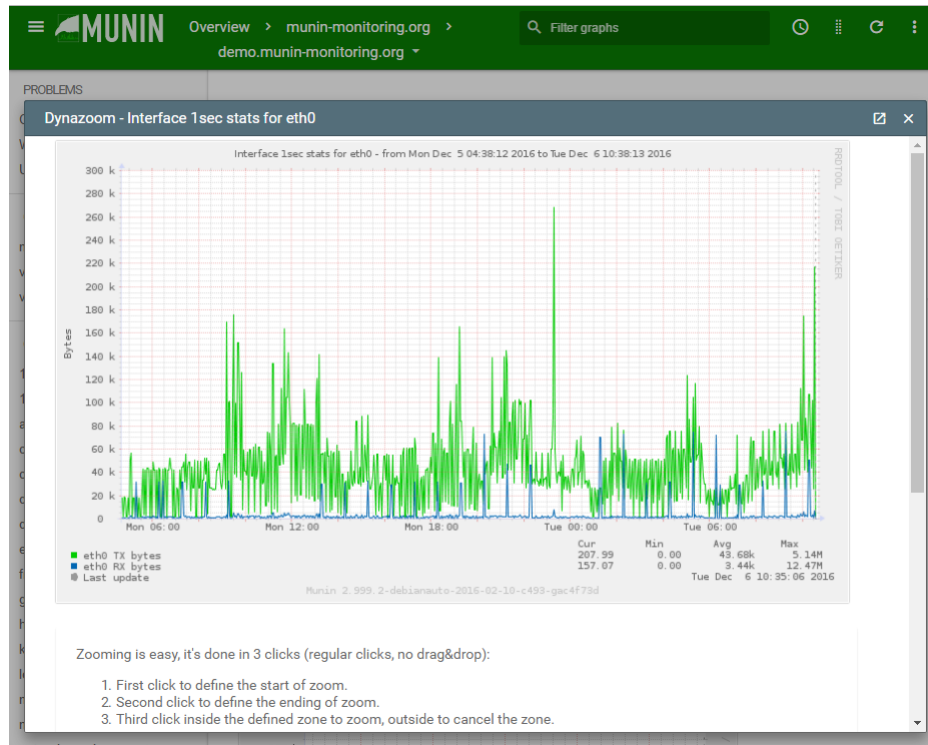 MUNIN
Overview > munin-monitoring.org >
demo.munin-monitoring.org
Filter graphs
PROBLEMS
Dynazoom - Interface 1sec stats for eth0
Interface 1sec stats for eth0 - from Mon Dec 5 04:38:12 2016 to Tue Dec 6 10:38:13 2016
RRDTOOL / TOBI OETIKER
Bytes
300 k
280 k
260 k
240 k
220 k
200 k
180 k
160 k
140 k
120 k
100 k
80 k
60 k
40 k
20 k
0
Mon 06:00 Mon 12:00 Mon 18:00 Tue 00:00 Tue 06:00
Cur Min Avg Max
eth0 TX bytes 207.99 0.00 43.68k 5.14M
eth0 RX bytes 157.07 0.00 3.44k 12.47M
Last update Tue Dec 6 10:35:06 2016
Munin 2.999.2-debianauto-2016-02-10-c493-gac4f73d
Zooming is easy, it's done in 3 clicks (regular clicks, no drag&drop):
1. First click to define the start of zoom.
2. Second click to define the ending of zoom.
3. Third click inside the defined zone to zoom, outside to cancel the zone.